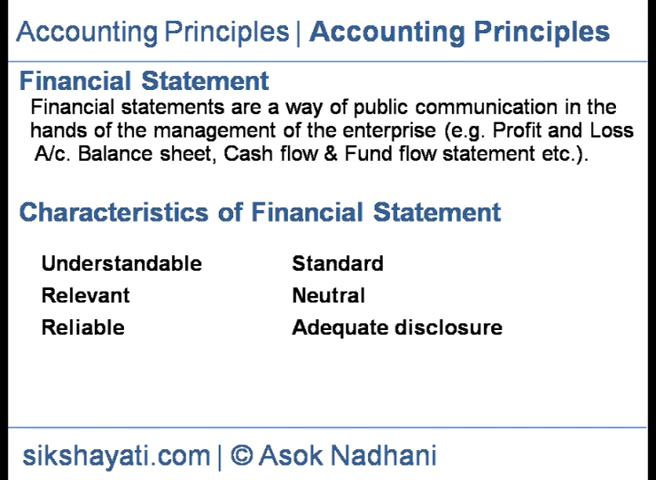 Accounting Principles | Accounting Principles
Financial Statement
Financial statements are a way of public communication in the
hands of the management of the enterprise (e.g. Profit and Loss
A/c. Balance sheet, Cash flow & Fund flow statement etc.).
Characteristics of Financial Statement
Understandable Standard
Relevant Neutral
Reliable Adequate disclosure
sikshayati.com | © Asok Nadhani